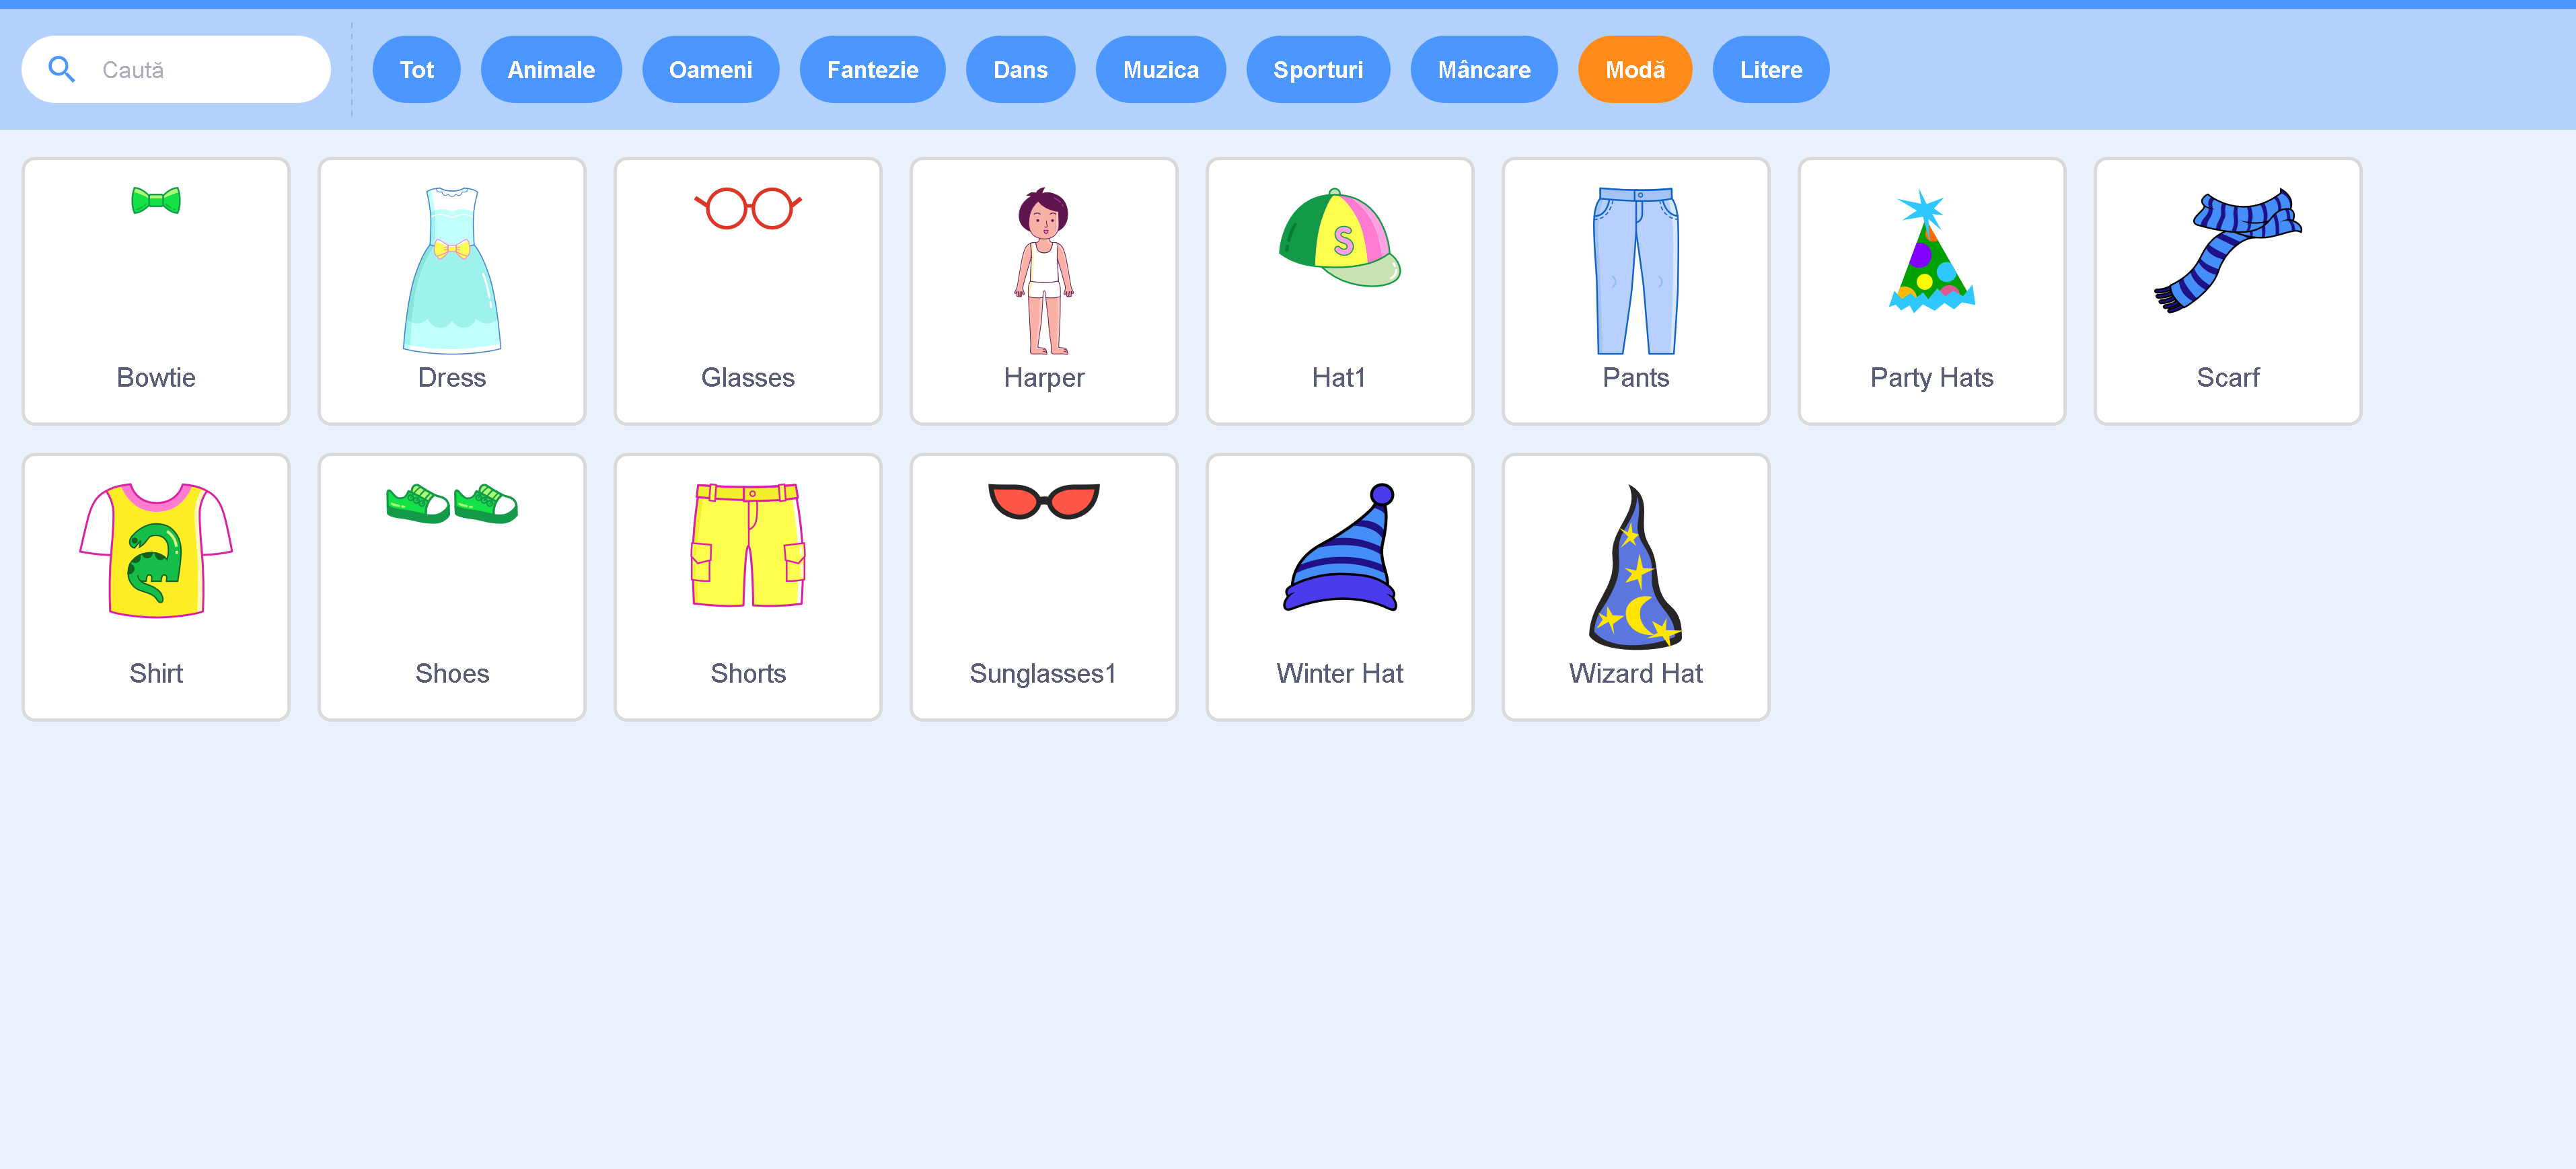 Caută
Tot Animale Oameni Fantezie Dans Muzica Sporturi Mâncare Modă Litere
S
Bowtie Dress Glasses Harper Hat1 Pants Party Hats Scarf
Shirt Shoes Shorts Sunglasses1 Winter Hat Wizard Hat